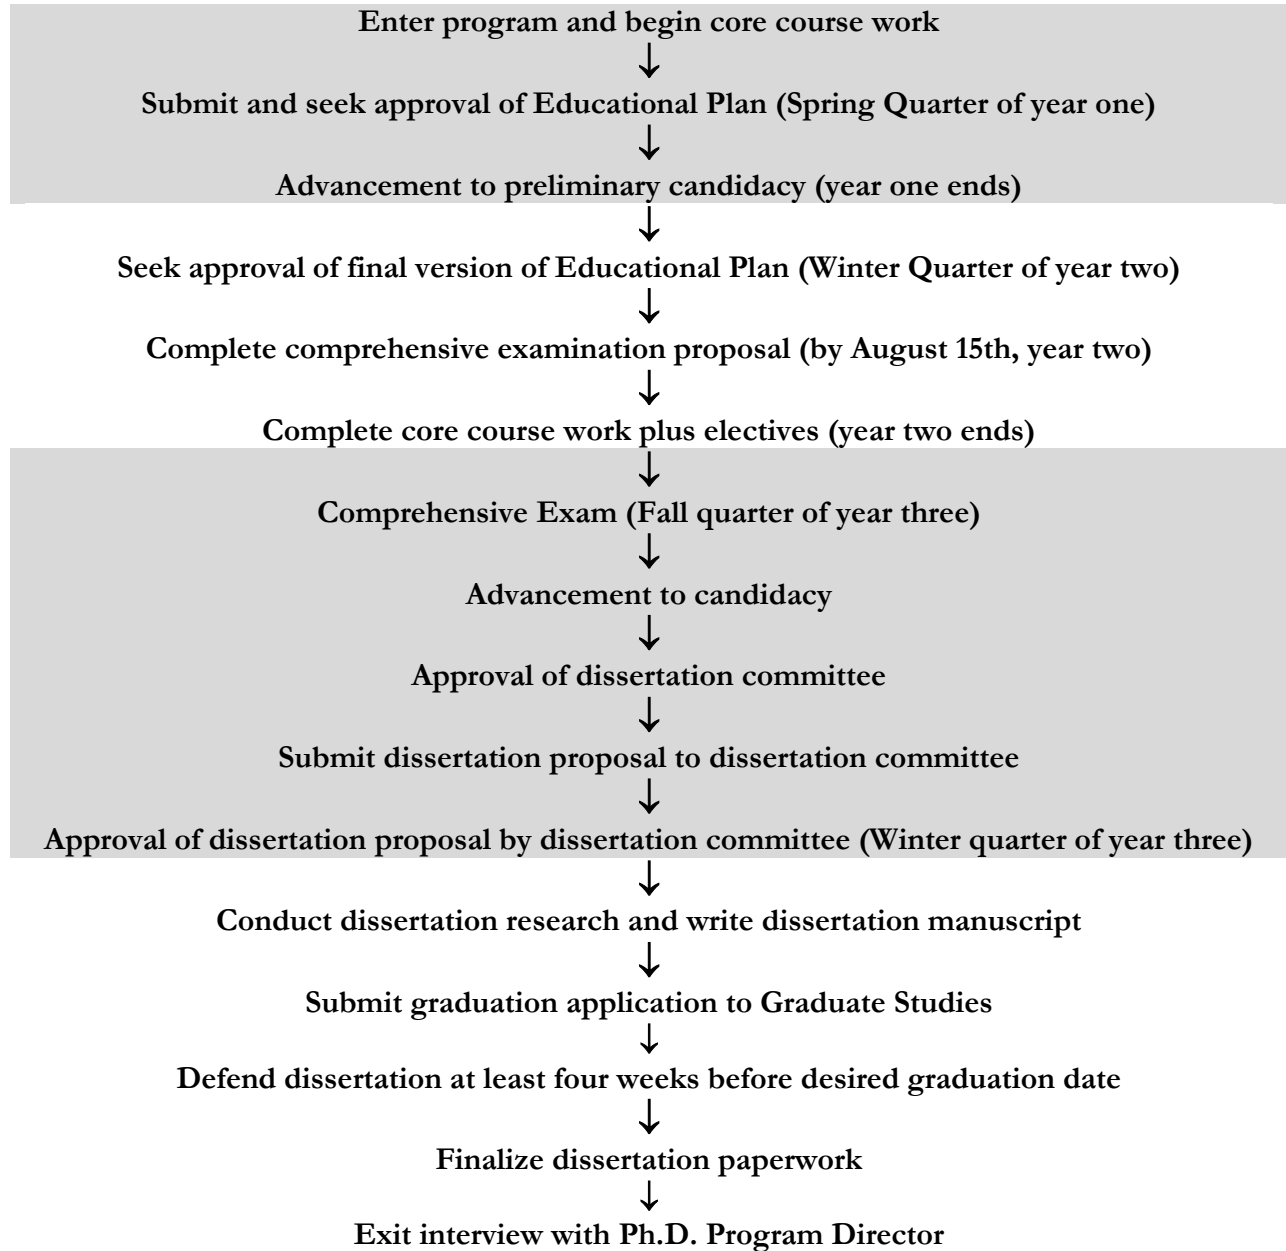 Enter program and begin core course work
Submit and seek approval of Educational Plan (Spring Quarter of year one)
Advancement to preliminary candidacy (year one ends)
Seek approval of final version of Educational Plan (Winter Quarter of year two)
Complete comprehensive examination proposal (by August 15th, year two)
Complete core course work plus electives (year two ends)
Comprehensive Exam (Fall quarter of year three)
Advancement to candidacy
Approval of dissertation committee
Submit dissertation proposal to dissertation committee
Approval of dissertation proposal by dissertation committee (Winter quarter of year three)
Conduct dissertation research and write dissertation manuscript
Submit graduation application to Graduate Studies
Defend dissertation at least four weeks before desired graduation date
Finalize dissertation paperwork
Exit interview with Ph.D. Program Director